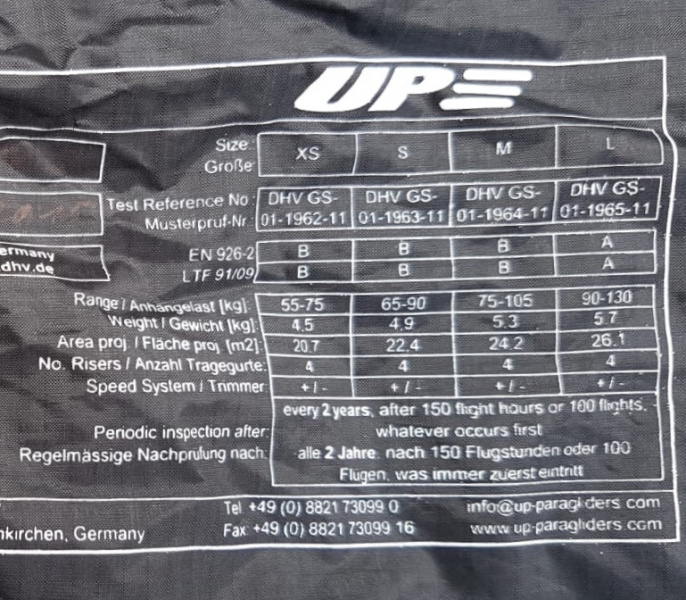 UP
Size: XS S M L
Größe
Test Reference No.: DHV GS- DHV GS- DHV GS- DHV GS-
Musterpruf-Nr.: 01-1962-11 01-1963-11 01-1964-11 01-1965-11
ermany EN 926-2 B B B A
dhv.de LTF 91/09 B B B A
Range / Anhängelast [kg]: 55-75 65-90 75-105 90-130
Weight / Gewicht [kg]: 4.5 4.9 5.3 5.7
Area proj. / Fläche proj. [m2]: 20.7 22.4 24.2 26.1
No. Risers / Anzahl Tragegurte: 4 4 4 4
Speed System / Trimmer: + / - + / - + / - + / -
every 2 years, after 150 flight hours or 100 flights,
Periodic inspection after: whatever occurs first
Regelmässige Nachprüfung nach: alle 2 Jahre, nach 150 Flugstunden oder 100
Flügen, was immer zuerst eintritt
Tel +49 (0) 8821 73099 0 info@up-paragliders.com
nkirchen, Germany Fax: +49 (0) 8821 73099 16 www.up-paragliders.com